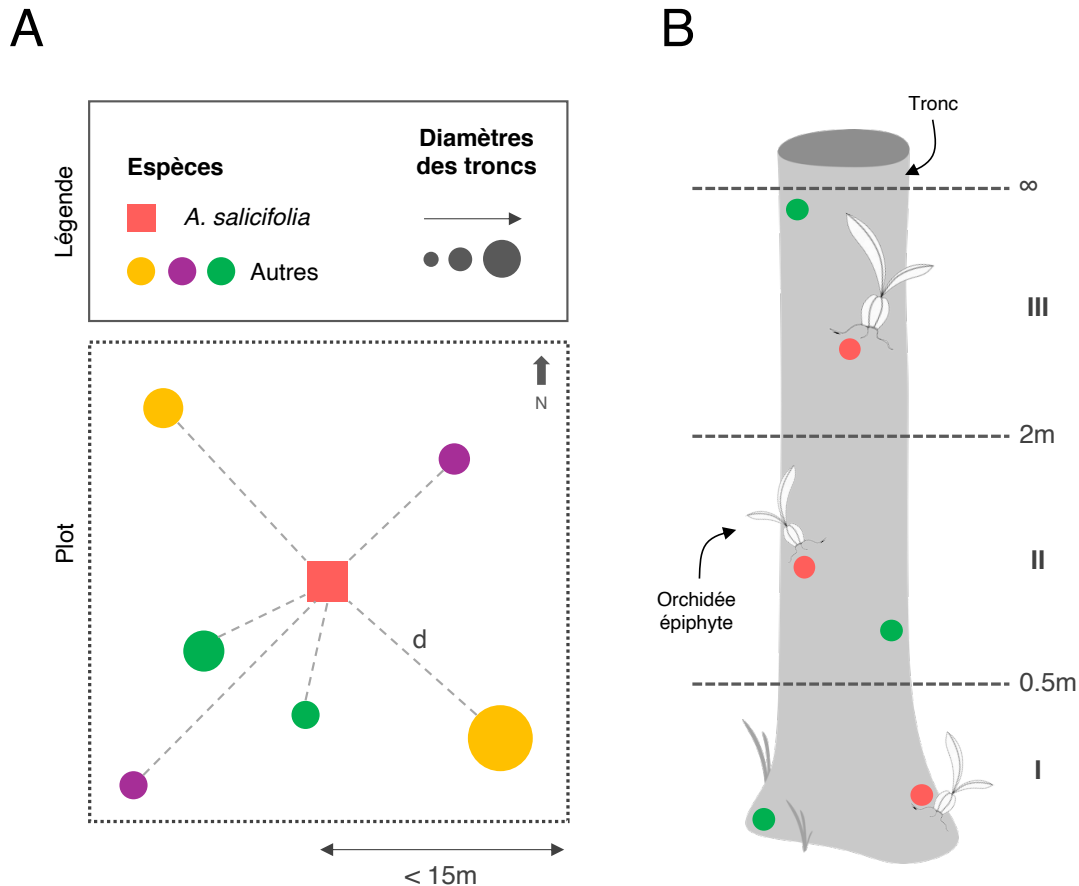 A
Légende
Espèces
A. salicifolia
Autres
Diamètres
des troncs
Plot
N
d
< 15m
B
Tronc
∞
III
2m
Orchidée
épiphyte
II
0.5m
I